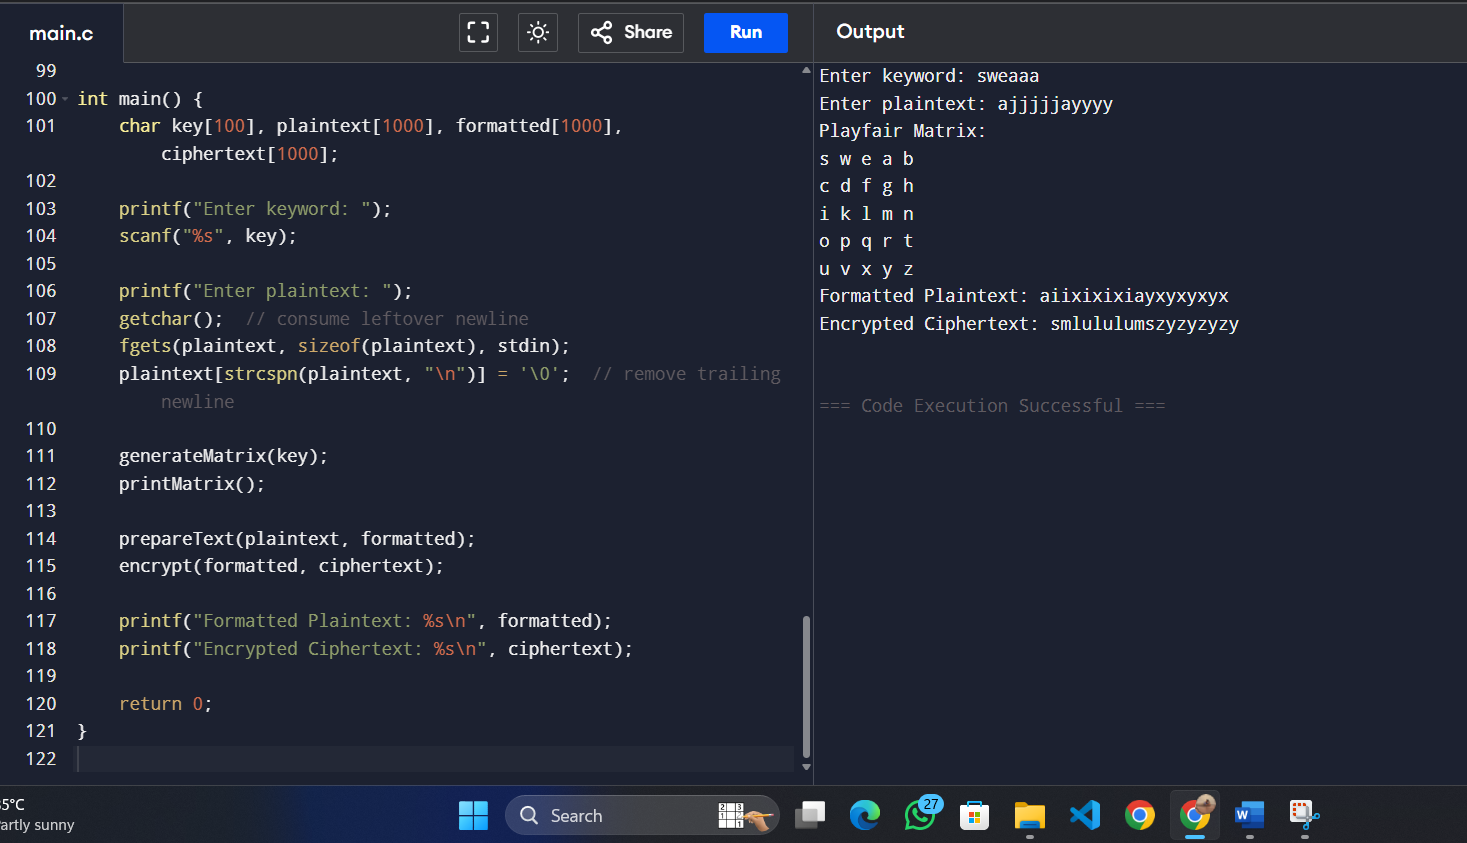 main.c
Share
Run
Output
99
100 int main() {
101 char key[100], plaintext[1000], formatted[1000],
ciphertext[1000];
102
103 printf("Enter keyword: ");
104 scanf("%s", key);
105
106 printf("Enter plaintext: ");
107 getchar(); // consume leftover newline
108 fgets(plaintext, sizeof(plaintext), stdin);
109 plaintext[strcspn(plaintext, "\n")] = '\0'; // remove trailing
newline
110
111 generateMatrix(key);
112 printMatrix();
113
114 prepareText(plaintext, formatted);
115 encrypt(formatted, ciphertext);
116
117 printf("Formatted Plaintext: %s\n", formatted);
118 printf("Encrypted Ciphertext: %s\n", ciphertext);
119
120 return 0;
121 }
122
Enter keyword: sweaaa
Enter plaintext: ajjjjjayyyy
Playfair Matrix:
s w e a b
c d f g h
i k l m n
o p q r t
u v x y z
Formatted Plaintext: aiixixixiayxyxyxyx
Encrypted Ciphertext: smlululumszyzyzyzy
=== Code Execution Successful ===
5°C
artly sunny
Search
27